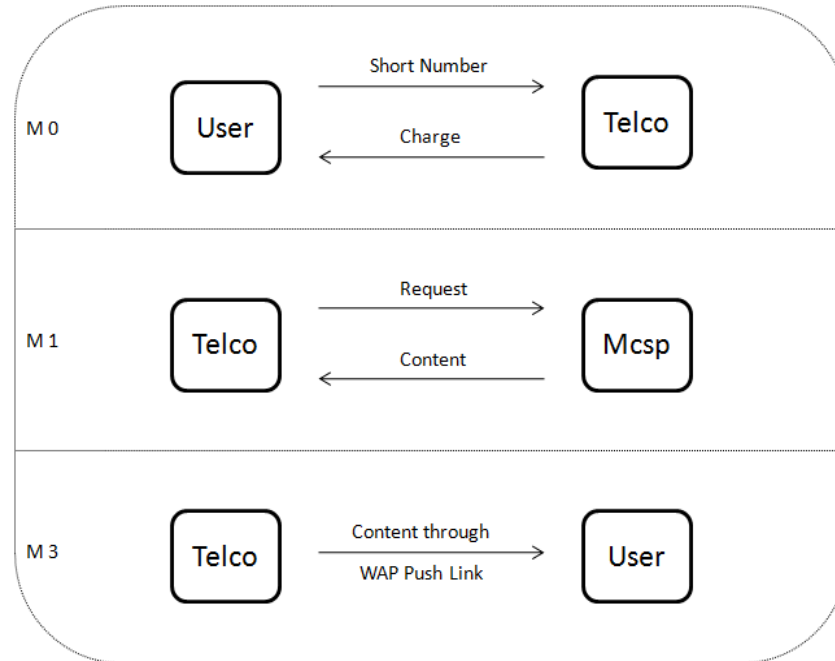 Short Number
M 0
User
Telco
Charge
Request
M 1
Telco
Mcsp
Content
Content through
M 3
Telco
User
WAP Push Link